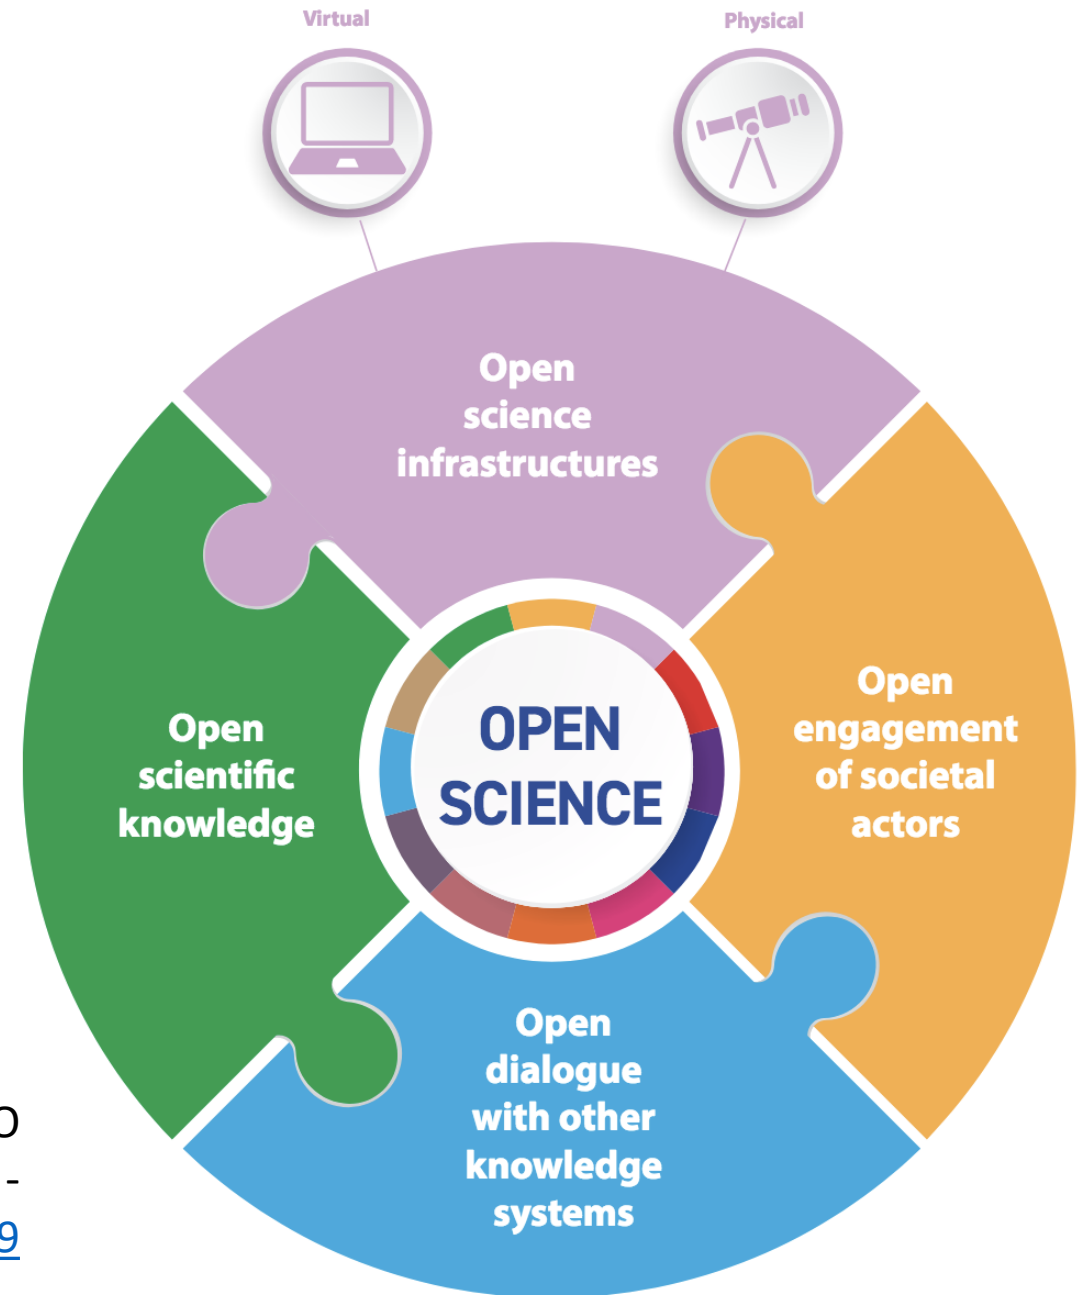 Virtual
Physical
Open
science
infrastructures
Open
scientific
knowledge
OPEN
SCIENCE
Open
engagement
of societal
actors
Open
dialogue
with other
knowledge
systems
O
-
9